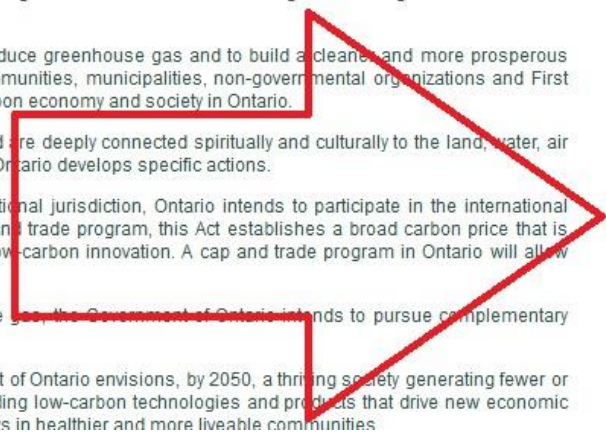 duce greenhouse gas and to build a cleaner and more prosperous
mmunities, municipalities, non-governmental organizations and First
bon economy and society in Ontario.
d are deeply connected spiritually and culturally to the land, water, air
Ontario develops specific actions.
tional jurisdiction, Ontario intends to participate in the international
nd trade program, this Act establishes a broad carbon price that is
ow-carbon innovation. A cap and trade program in Ontario will allow
e gas, the Government of Ontario intends to pursue complementary
t of Ontario envisions, by 2050, a thriving society generating fewer or
ding low-carbon technologies and products that drive new economic
s in healthier and more liveable communities